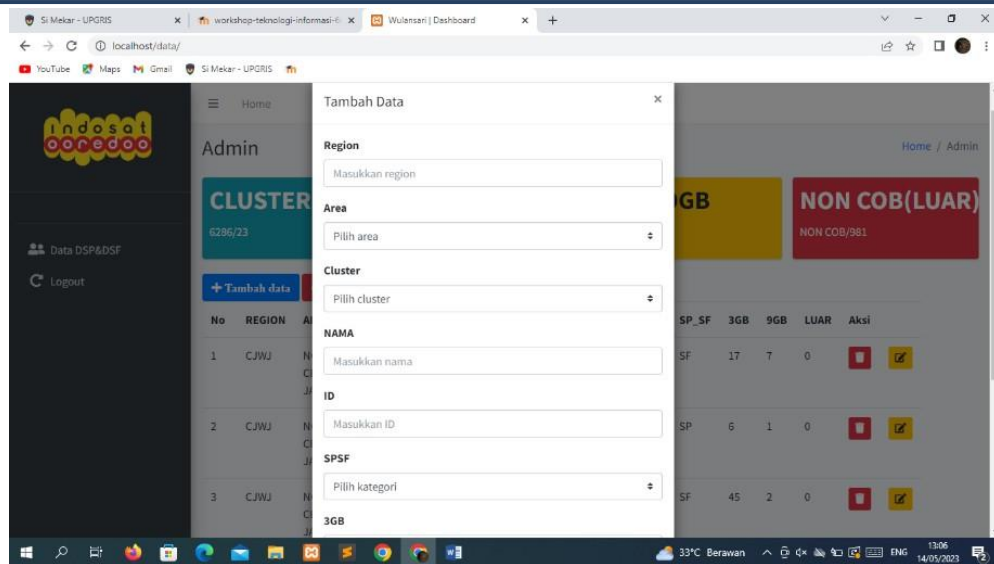 Si Mekar - UPGRIS
workshop-teknologi-informasi-6
Wulansari | Dashboard
localhost/data/
YouTube
Maps
Gmail
Si Mekar - UPGRIS
indosat
ooredoo
Home
Tambah Data
Admin
Home / Admin
Region
Masukkan region
CLUSTER
GB
NON COB(LUAR)
6286/23
NON COB/981
Area
Pilih area
Data DSP&DSF
Logout
Cluster
Pilih cluster
Tambah data
No REGION SP_SF 3GB 9GB LUAR Aksi
NAMA
Masukkan nama
1 CJWJ SF 17 7 0
ID
Masukkan ID
2 CJWJ SP 6 1 0
SPSF
Pilih kategori
3 CJWJ SF 45 2 0
3GB
33°C Berawan
ENG
13:06
14/05/2023